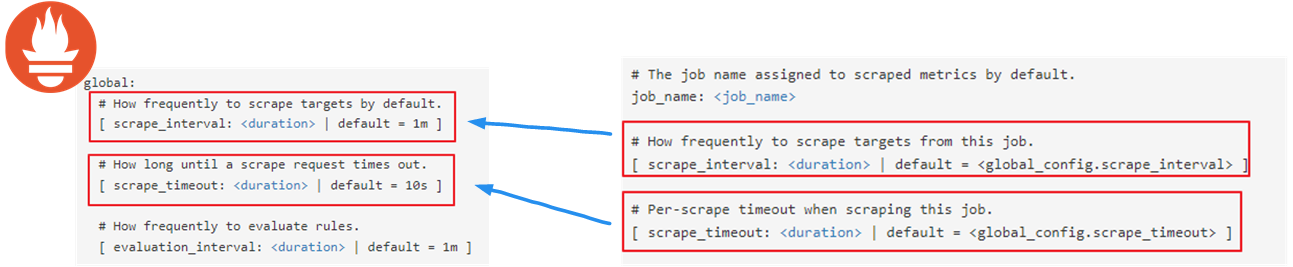 global:
# How frequently to scrape targets by default.
[ scrape_interval: <duration> | default = 1m ]
# How long until a scrape request times out.
[ scrape_timeout: <duration> | default = 10s ]
# How frequently to evaluate rules.
[ evaluation_interval: <duration> | default = 1m ]
# The job name assigned to scraped metrics by default.
job_name: <job_name>
# How frequently to scrape targets from this job.
[ scrape_interval: <duration> | default = <global_config.scrape_interval> ]
# Per-scrape timeout when scraping this job.
[ scrape_timeout: <duration> | default = <global_config.scrape_timeout> ]